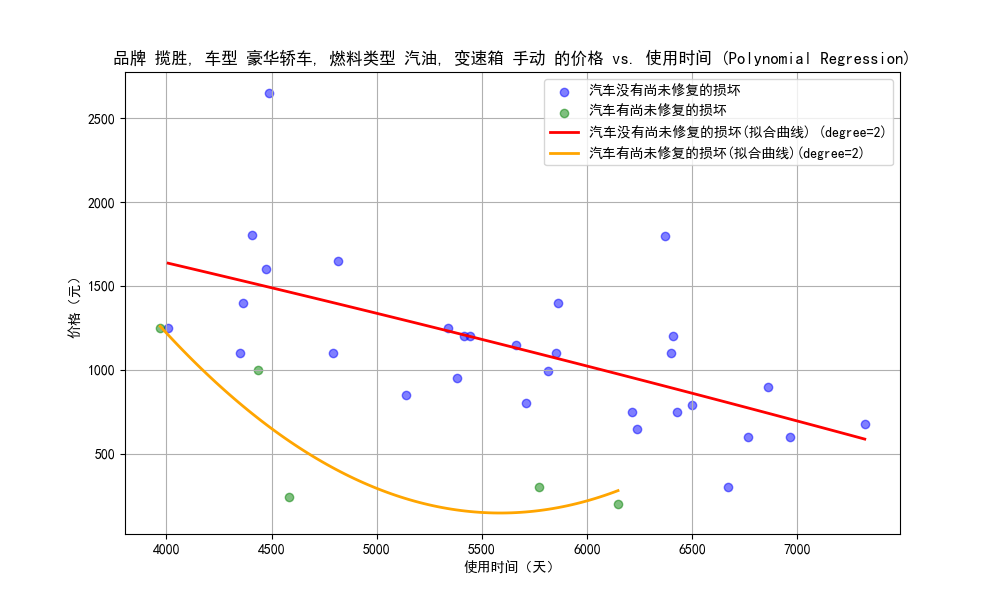 品牌 揽胜, 车型 豪华轿车, 燃料类型 汽油, 变速箱 手动 的价格 vs. 使用时间 (Polynomial Regression)
汽车没有尚未修复的损坏
汽车有尚未修复的损坏
汽车没有尚未修复的损坏(拟合曲线) (degree=2)
汽车有尚未修复的损坏(拟合曲线)(degree=2)
价格（元）
2500
2000
1500
1000
500
4000 4500 5000 5500 6000 6500 7000
使用时间（天）